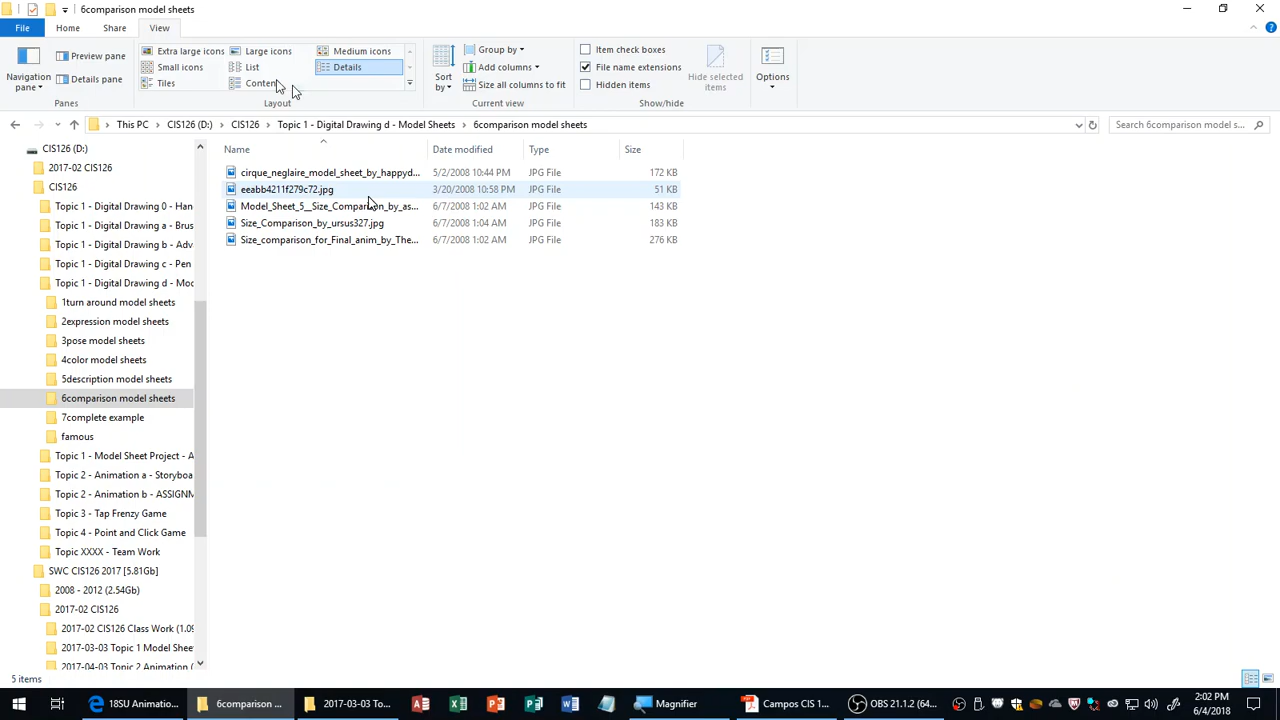 6comparison model sheets
File Home Share View
Navigation pane Preview pane Details pane Panes
Extra large icons Large icons Medium icons
Small icons List Details
Tiles Content
Layout
Sort by Group by Add columns Size all columns to fit Current view
Item check boxes File name extensions Hidden items Hide selected items Show/hide
Options
This PC CIS126 (D:) CIS126 Topic 1 - Digital Drawing d - Model Sheets 6comparison model sheets Search 6comparison model s...
CIS126 (D:)
2017-02 CIS126
CIS126
Topic 1 - Digital Drawing 0 - Han
Topic 1 - Digital Drawing a - Brus
Topic 1 - Digital Drawing b - Adva
Topic 1 - Digital Drawing c - Pen
Topic 1 - Digital Drawing d - Moc
1turn around model sheets
2expression model sheets
3pose model sheets
4color model sheets
5description model sheets
6comparison model sheets
7complete example
famous
Topic 1 - Model Sheet Project - A
Topic 2 - Animation a - Storyboa
Topic 2 - Animation b - ASSIGNM
Topic 3 - Tap Frenzy Game
Topic 4 - Point and Click Game
Topic XXXX - Team Work
SWC CIS126 2017 [5.81Gb]
2008 - 2012 (2.54Gb)
2017-02 CIS126
2017-02 CIS126 Class Work (1.09
2017-03-03 Topic 1 Model Shee
2017-04-03 Topic 2 Animation (
Name Date modified Type Size
cirque_neglaire_model_sheet_by_happyd... 5/2/2008 10:44 PM JPG File 172 KB
eeabb4211f279c72.jpg 3/20/2008 10:58 PM JPG File 51 KB
Model_Sheet_5__Size_Comparison_by_as... 6/7/2008 1:02 AM JPG File 143 KB
Size_Comparison_by_ursus327.jpg 6/7/2008 1:04 AM JPG File 183 KB
Size_comparison_for_Final_anim_by_The... 6/7/2008 1:02 AM JPG File 276 KB
5 items
18SU Animatio... 6comparison ... 2017-03-03 To... Magnifier Campos CIS 1... OBS 21.1.2 (64... 2:02 PM
6/4/2018